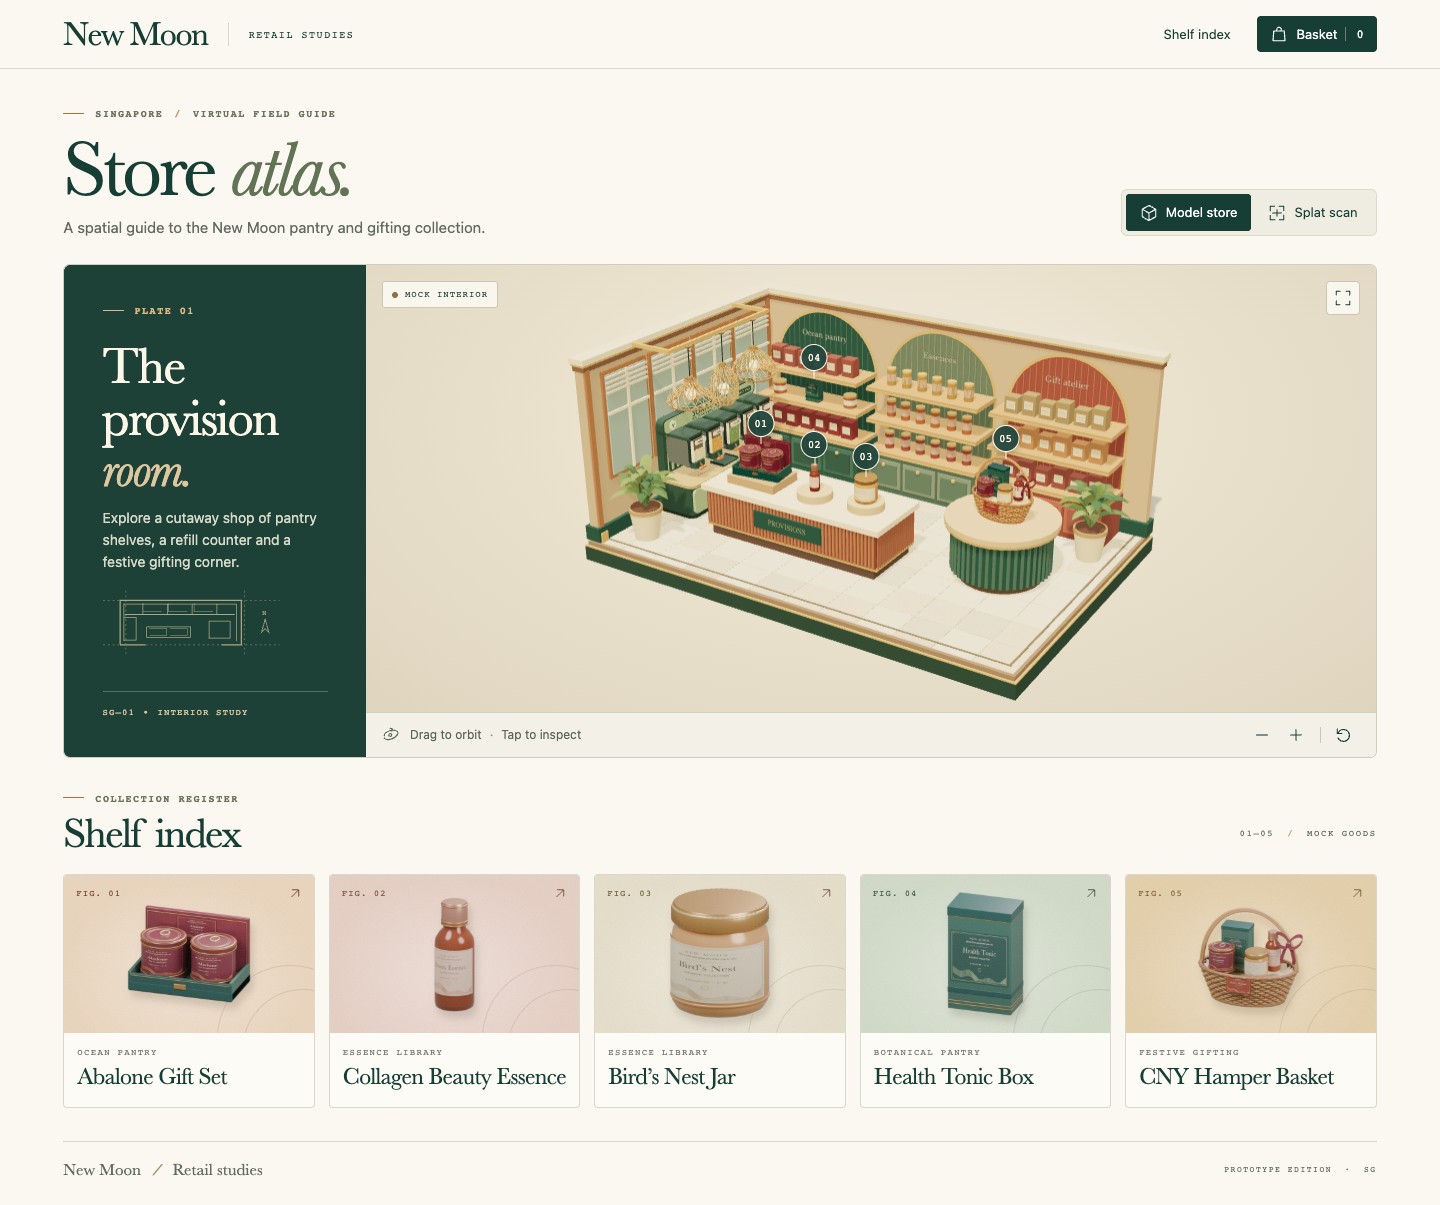 New Moon
RETAIL STUDIES
Shelf index
Basket
0
SINGAPORE / VIRTUAL FIELD GUIDE
Store atlas.
A spatial guide to the New Moon pantry and gifting collection.
Model store
Splat scan
PLATE 01
The
provision
room.
Explore a cutaway shop of pantry
shelves, a refill counter and a
festive gifting corner.
N
SG—01 • INTERIOR STUDY
MOCK INTERIOR
Ocean pantry
Essences
Gift atelier
04
01
02
03
05
PROVISIONS
Drag to orbit · Tap to inspect
COLLECTION REGISTER
Shelf index
01—05 / MOCK GOODS
FIG. 01
OCEAN PANTRY
Abalone Gift Set
FIG. 02
ESSENCE LIBRARY
Collagen Beauty Essence
FIG. 03
Bird's Nest
ESSENCE LIBRARY
Bird’s Nest Jar
FIG. 04
Health Tonic
BOTANICAL PANTRY
Health Tonic Box
FIG. 05
FESTIVE GIFTING
CNY Hamper Basket
New Moon / Retail studies
PROTOTYPE EDITION · SG